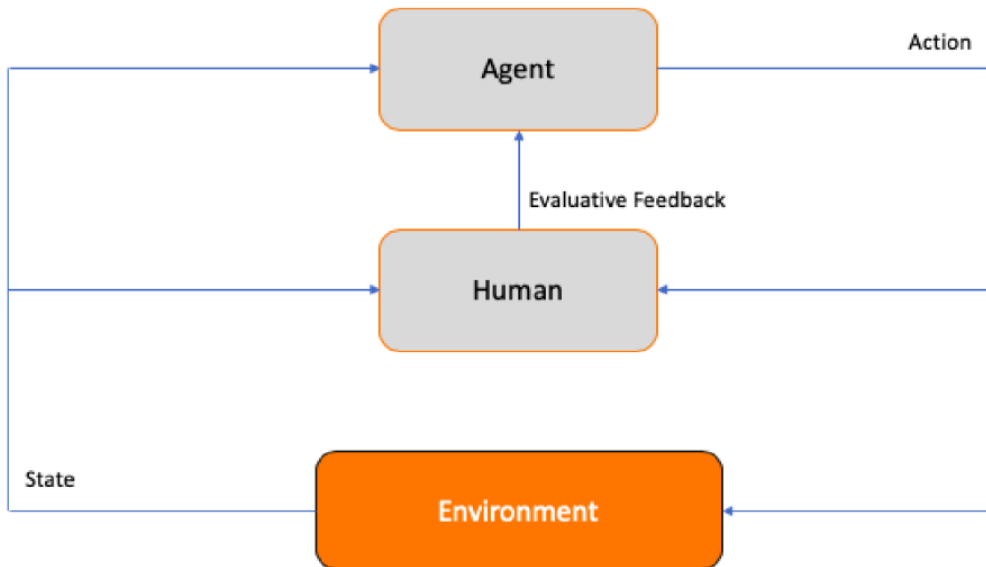 Action
Agent
Evaluative Feedback
Human
State
Environment